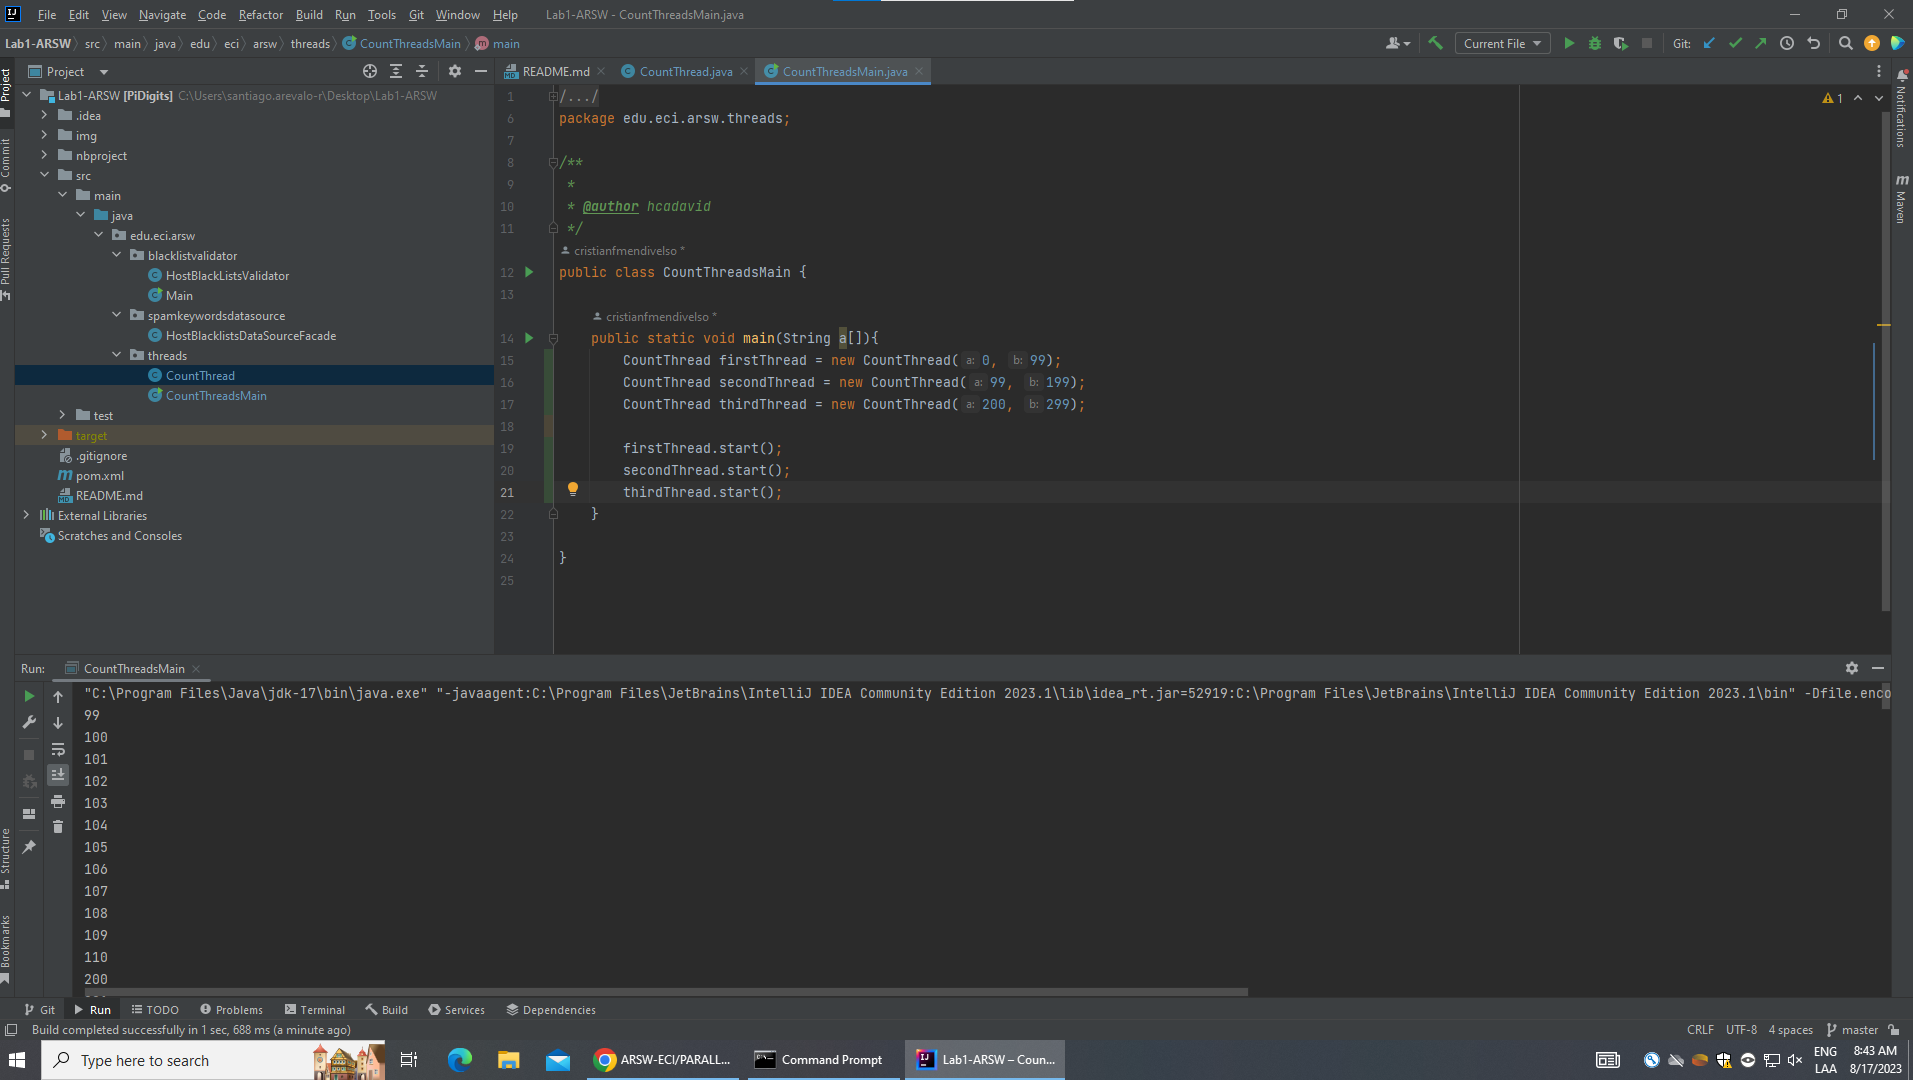 File Edit View Navigate Code Refactor Build Run Tools Git Window Help Lab1-ARSW - CountThreadsMain.java
Lab1-ARSW src main java edu eci arsw threads CountThreadsMain main
Current File Git:
Project
README.md CountThread.java CountThreadsMain.java
Lab1-ARSW [PiDigits] C:\Users\santiago.arevalo-r\Desktop\Lab1-ARSW
.idea
img
nbproject
src
main
java
edu.eci.arsw
blacklistvalidator
HostBlackListsValidator
Main
spamkeywordsdatasource
HostBlacklistsDataSourceFacade
threads
CountThread
CountThreadsMain
test
target
.gitignore
pom.xml
README.md
External Libraries
Scratches and Consoles
Project
Commit
Pull Requests
Structure
Bookmarks
1 /.../
6 package edu.eci.arsw.threads;
7
8 /**
9 *
10 * @author hcadavid
11 */
cristianfmendivelso *
12 public class CountThreadsMain {
13
cristianfmendivelso *
14 public static void main(String a[]){
15 CountThread firstThread = new CountThread( a: 0, b: 99);
16 CountThread secondThread = new CountThread( a: 99, b: 199);
17 CountThread thirdThread = new CountThread( a: 200, b: 299);
18
19 firstThread.start();
20 secondThread.start();
21 thirdThread.start();
22 }
23
24 }
25
1
Notifications
Maven
Run: CountThreadsMain
"C:\Program Files\Java\jdk-17\bin\java.exe" "-javaagent:C:\Program Files\JetBrains\IntelliJ IDEA Community Edition 2023.1\lib\idea_rt.jar=52919:C:\Program Files\JetBrains\IntelliJ IDEA Community Edition 2023.1\bin" -Dfile.enco
99
100
101
102
103
104
105
106
107
108
109
110
200
Git Run TODO Problems Terminal Build Services Dependencies
Build completed successfully in 1 sec, 688 ms (a minute ago)
CRLF UTF-8 4 spaces master
Type here to search
ARSW-ECI/PARALL... Command Prompt Lab1-ARSW – Coun...
ENG 8:43 AM
LAA 8/17/2023